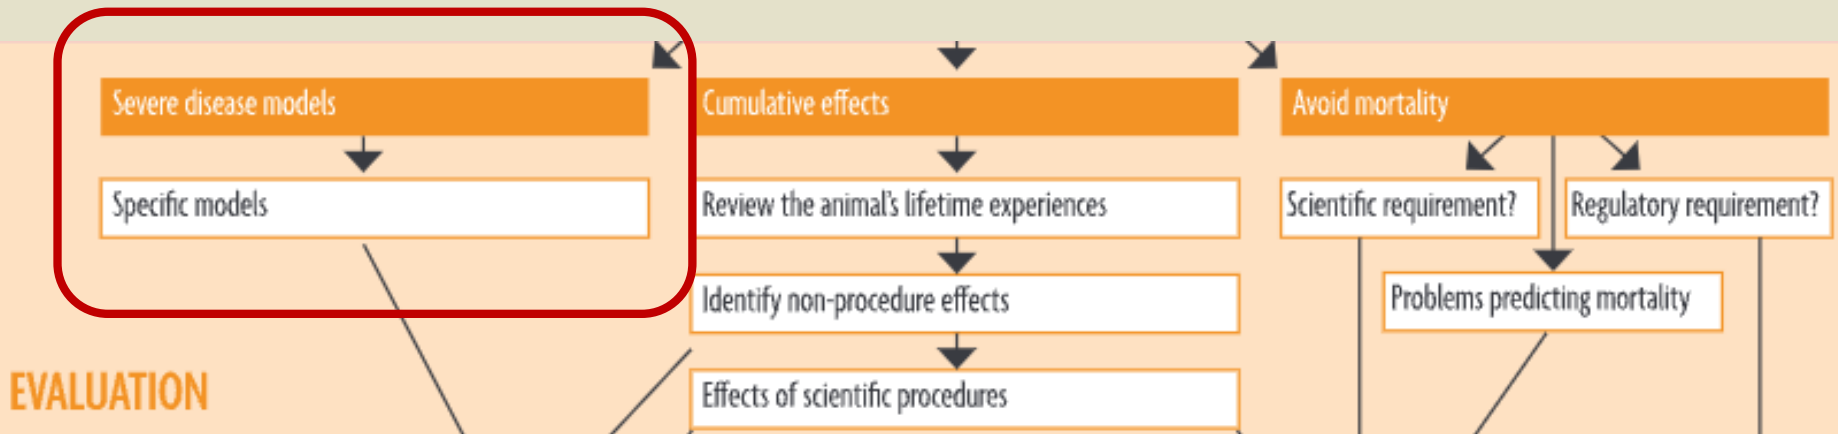 Severe disease models
Cumulative effects
Avoid mortality
Specific models
Review the animal's lifetime experiences
Scientific requirement?
Regulatory requirement?
Identify non-procedure effects
Problems predicting mortality
EVALUATION
Effects of scientific procedures